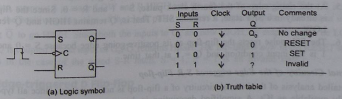 S Q
C
R Q̅
(a) Logic symbol
Inputs Clock Output Comments
S R Q
0 0 ↓ Q₀ No change
0 1 ↓ 0 RESET
1 0 ↓ 1 SET
1 1 ↓ ? Invalid
(b) Truth table